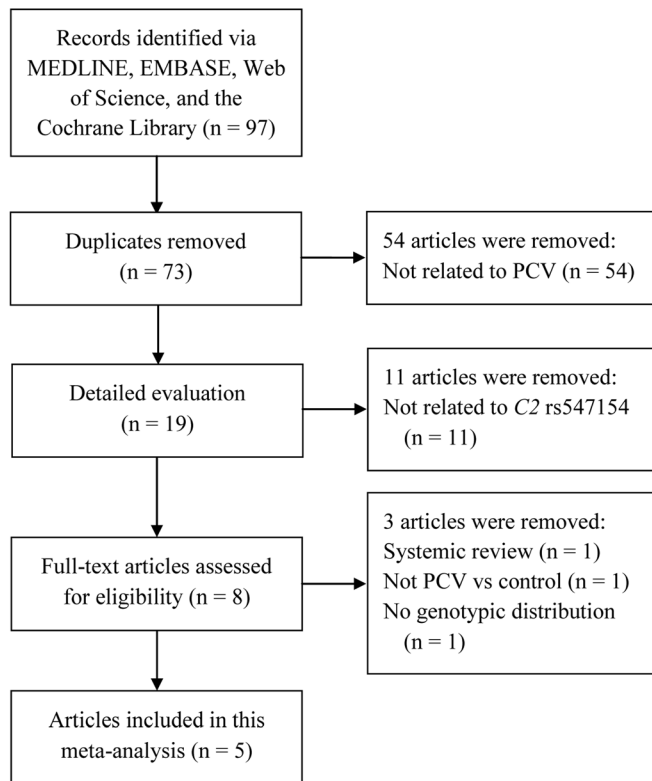 Records identified via
MEDLINE, EMBASE, Web
of Science, and the
Cochrane Library (n = 97)
Duplicates removed
(n = 73)
54 articles were removed:
Not related to PCV (n = 54)
Detailed evaluation
(n = 19)
11 articles were removed:
Not related to C2 rs547154
(n = 11)
Full-text articles assessed
for eligibility (n = 8)
3 articles were removed:
Systemic review (n = 1)
Not PCV vs control (n = 1)
No genotypic distribution
(n = 1)
Articles included in this
meta-analysis (n = 5)